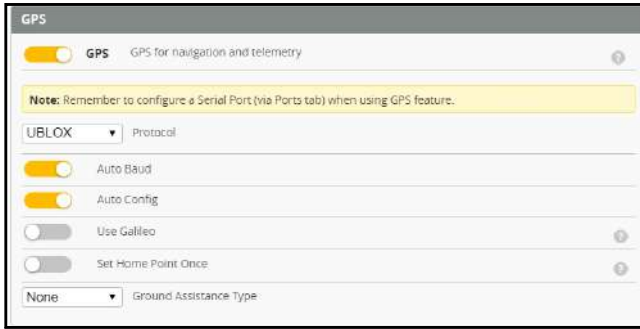 GPS
GPS GPS for navigation and telemetry
Note: Remember to configure a Serial Port (via Ports tab) when using GPS feature.
UBLOX Protocol
Auto Baud
Auto Config
Use Galileo
Set Home Point Once
None Ground Assistance Type